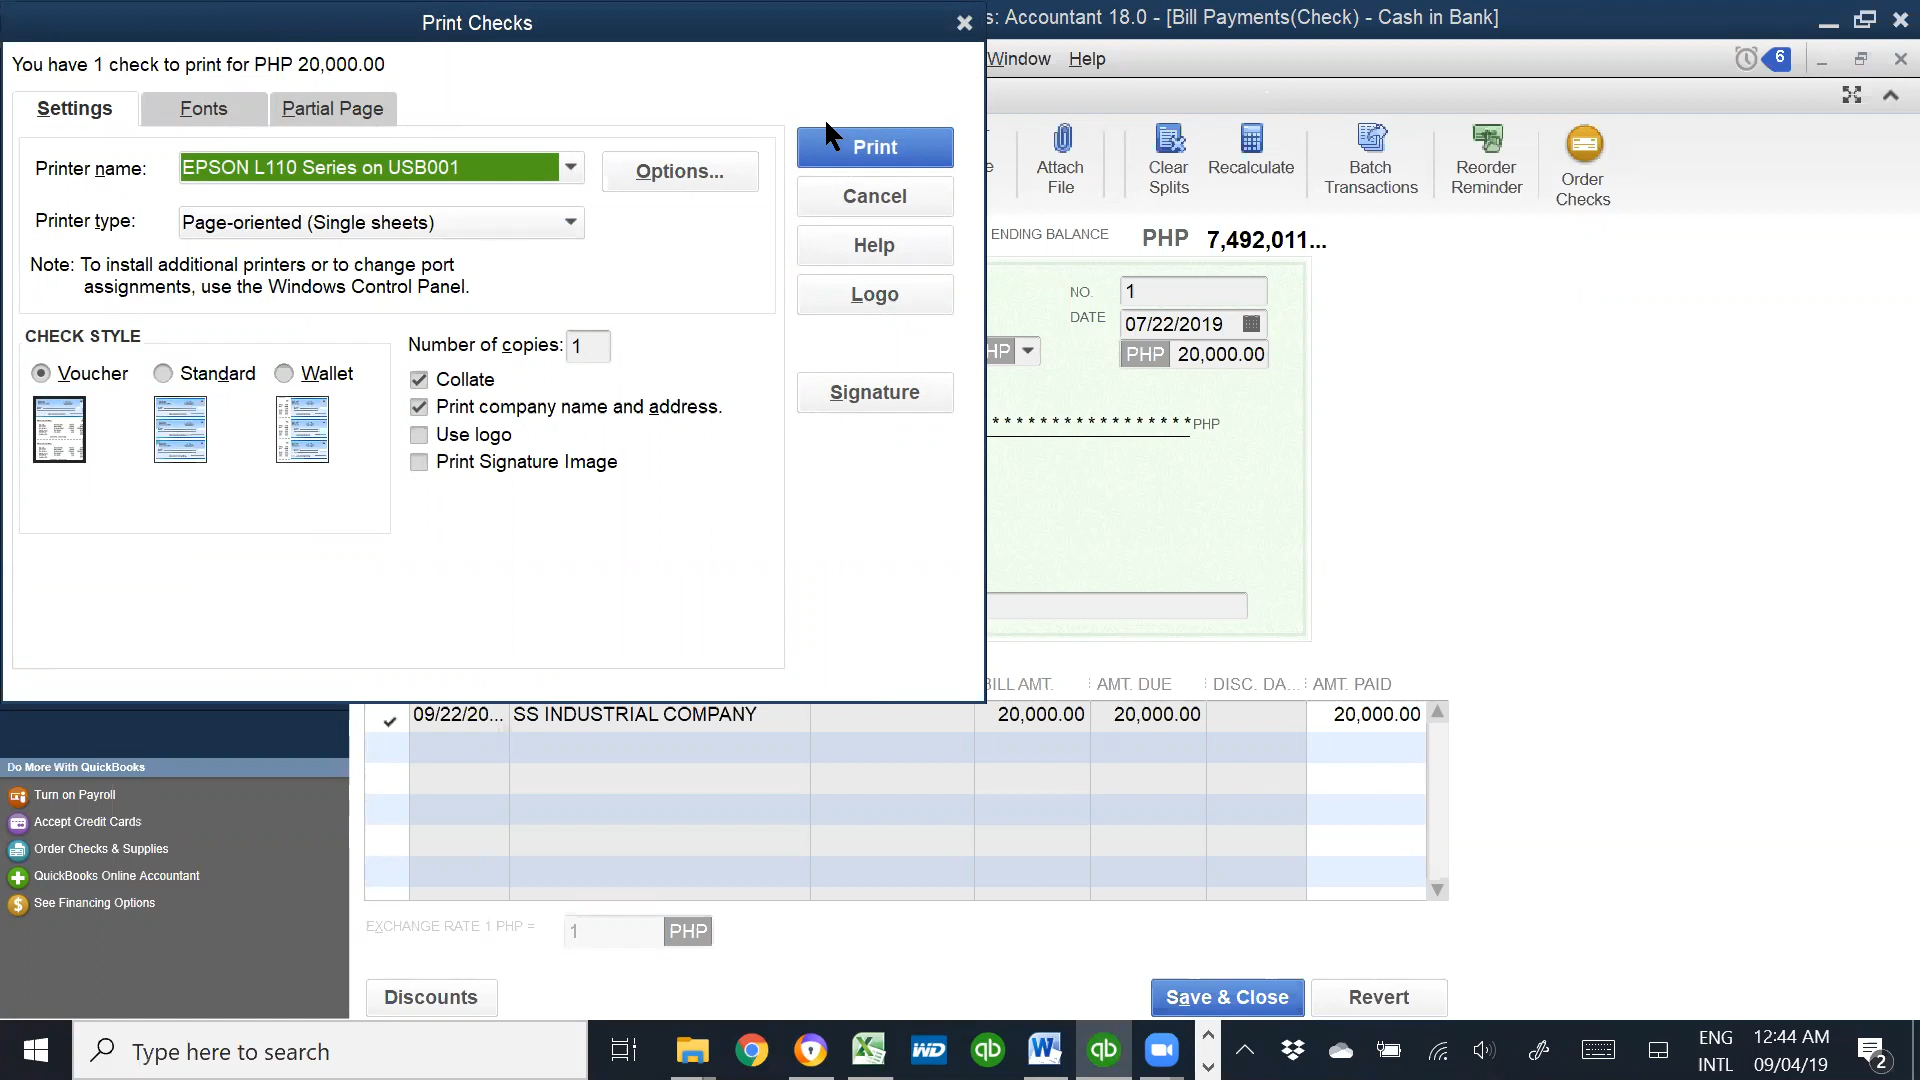 Print Checks
s: Accountant 18.0 - [Bill Payments(Check) - Cash in Bank]
You have 1 check to print for PHP 20,000.00
Window Help
6
Settings Fonts Partial Page
Printer name: EPSON L110 Series on USB001 Options...
Printer type: Page-oriented (Single sheets)
Note: To install additional printers or to change port
assignments, use the Windows Control Panel.
Print
Cancel
Help
Logo
Signature
CHECK STYLE
Voucher Standard Wallet
Number of copies: 1
Collate
Print company name and address.
Use logo
Print Signature Image
e
Attach
File
Clear
Splits
Recalculate
Batch
Transactions
Reorder
Reminder
Order
Checks
ENDING BALANCE PHP 7,492,011...
NO. 1
DATE 07/22/2019
HP PHP 20,000.00
* * * * * * * * * * * * * * * * PHP
BILL AMT. AMT. DUE DISC. DA... AMT. PAID
09/22/20... SS INDUSTRIAL COMPANY 20,000.00 20,000.00 20,000.00
Do More With QuickBooks
Turn on Payroll
Accept Credit Cards
Order Checks & Supplies
QuickBooks Online Accountant
See Financing Options
EXCHANGE RATE 1 PHP = 1 PHP
Discounts Save & Close Revert
Type here to search
WD
qb
W
qb
ENG
INTL
12:44 AM
09/04/19
2